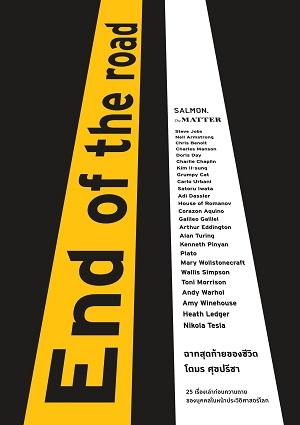 End of the road
SALMON.
The MATTER
Steve Jobs
Neil Armstrong
Chris Benoit
Charles Manson
Doris Day
Charlie Chaplin
Kim Il-sung
Grumpy Cat
Carlo Urbani
Satoru Iwata
Adi Dassler
House of Romanov
Corazon Aquino
Galileo Galilei
Arthur Eddington
Alan Turing
Kenneth Pinyan
Plato
Mary Wollstonecraft
Wallis Simpson
Toni Morrison
Andy Warhol
Amy Winehouse
Heath Ledger
Nikola Tesla
ฉากสุดท้ายของชีวิต
โตมร ศุขปรีชา
25 เรื่องเล่าก่อนความตาย
ของบุคคลในหน้าประวัติศาสตร์โลก